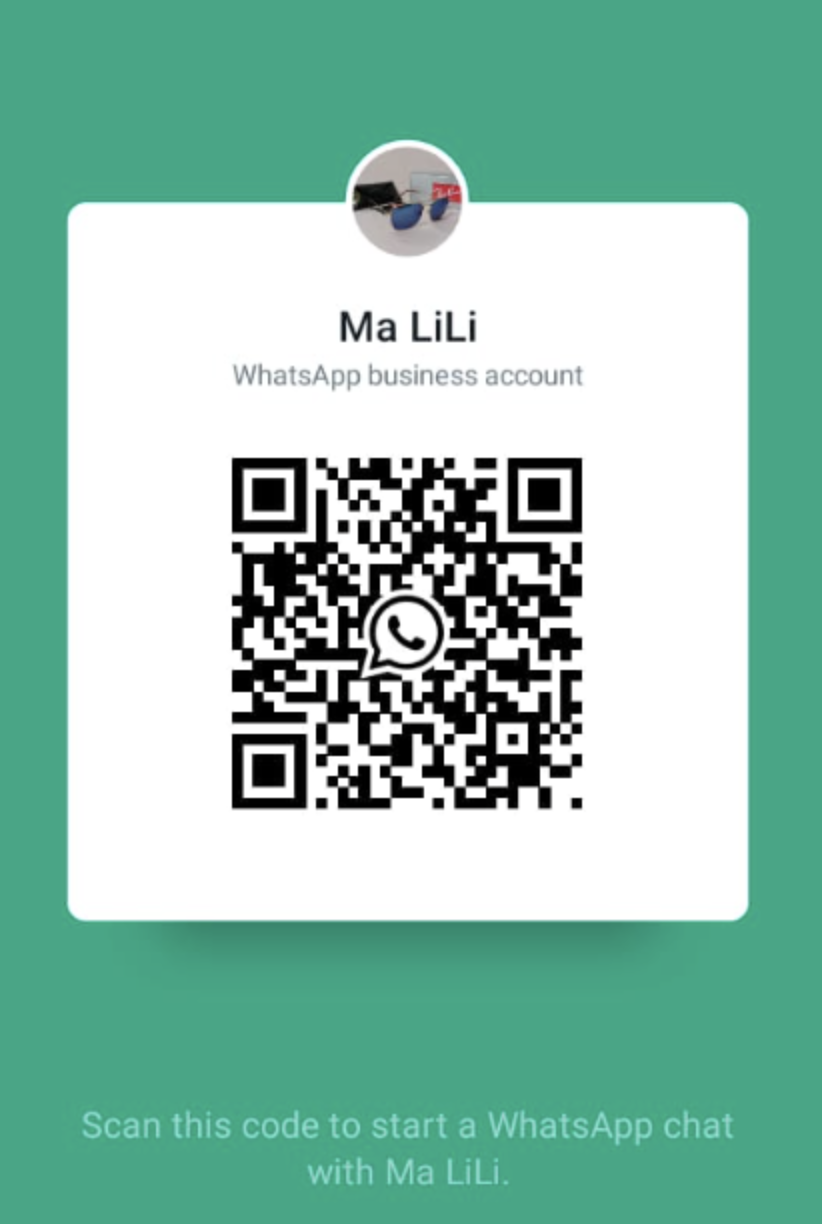 Ma LiLi
WhatsApp business account
Scan this code to start a WhatsApp chat
with Ma LiLi.